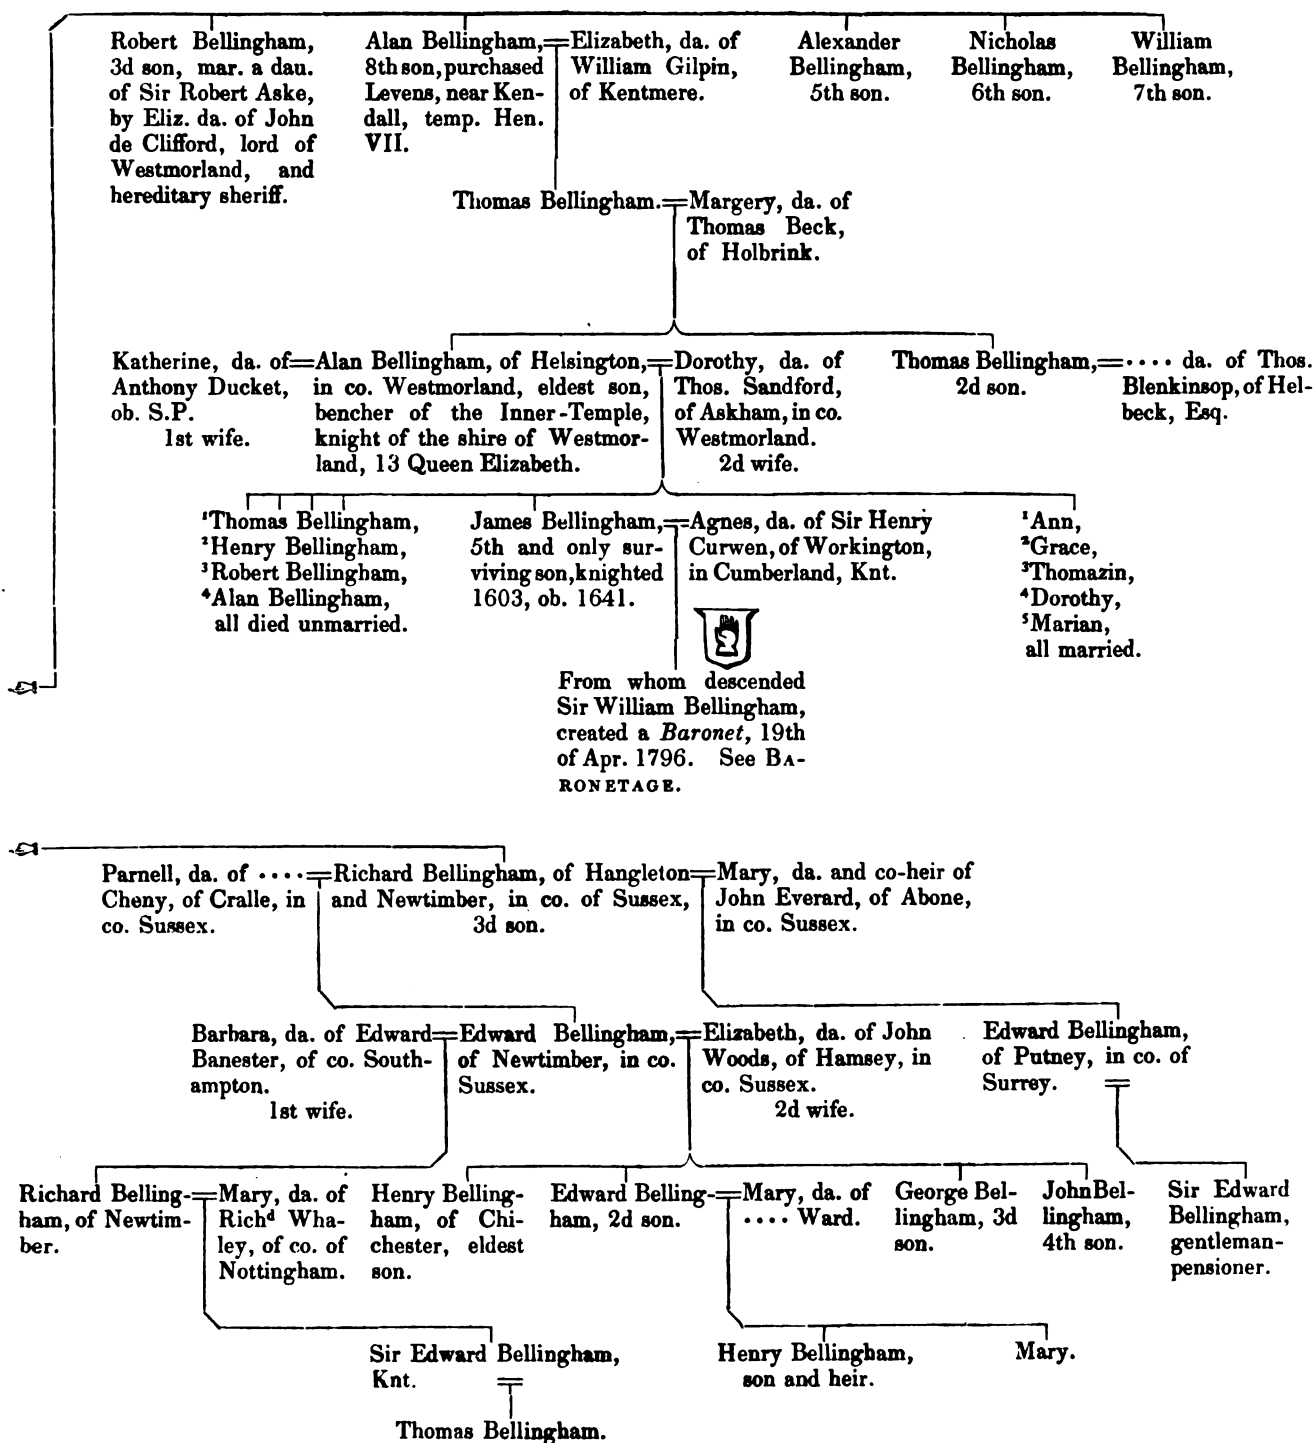 Robert Bellingham,
3d son, mar. a dau.
of Sir Robert Aske,
by Eliz. da. of John
de Clifford, lord of
Westmorland, and
hereditary sheriff.
Alan Bellingham,
8th son, purchased
Levens, near Ken-
dall, temp. Hen.
VII.
Elizabeth, da. of
William Gilpin,
of Kentmere.
Alexander
Bellingham,
5th son.
Nicholas
Bellingham,
6th son.
William
Bellingham,
7th son.
Thomas Bellingham.
Margery, da. of
Thomas Beck,
of Holbrink.
Katherine, da. of
Anthony Ducket,
ob. S.P.
1st wife.
Alan Bellingham, of Helsington,
in co. Westmorland, eldest son,
bencher of the Inner-Temple,
knight of the shire of Westmor-
land, 13 Queen Elizabeth.
Dorothy, da. of
Thos. Sandford,
of Askham, in co.
Westmorland.
2d wife.
Thomas Bellingham,
2d son.
.... da. of Thos.
Blenkinsop, of Hel-
beck, Esq.
¹Thomas Bellingham,
²Henry Bellingham,
³Robert Bellingham,
⁴Alan Bellingham,
all died unmarried.
James Bellingham,
5th and only sur-
viving son, knighted
1603, ob. 1641.
Agnes, da. of Sir Henry
Curwen, of Workington,
in Cumberland, Knt.
¹Ann,
²Grace,
³Thomazin,
⁴Dorothy,
⁵Marian,
all married.
From whom descended
Sir William Bellingham,
created a Baronet, 19th
of Apr. 1796. See BA-
RONETAGE.
Parnell, da. of ....
Cheny, of Cralle, in
co. Sussex.
Richard Bellingham, of Hangleton
and Newtimber, in co. of Sussex,
3d son.
Mary, da. and co-heir of
John Everard, of Abone,
in co. Sussex.
Barbara, da. of Edward
Banester, of co. South-
ampton.
1st wife.
Edward Bellingham,
of Newtimber, in co.
Sussex.
Elizabeth, da. of John
Woods, of Hamsey, in
co. Sussex.
2d wife.
Edward Bellingham,
of Putney, in co. of
Surrey.
Richard Belling-
ham, of Newtim-
ber.
Mary, da. of
Richᵈ Wha-
ley, of co. of
Nottingham.
Henry Belling-
ham, of Chi-
chester, eldest
son.
Edward Belling-
ham, 2d son.
Mary, da. of
.... Ward.
George Bel-
lingham, 3d
son.
John Bel-
lingham,
4th son.
Sir Edward
Bellingham,
gentleman-
pensioner.
Sir Edward Bellingham,
Knt.
Henry Bellingham,
son and heir.
Mary.
Thomas Bellingham.